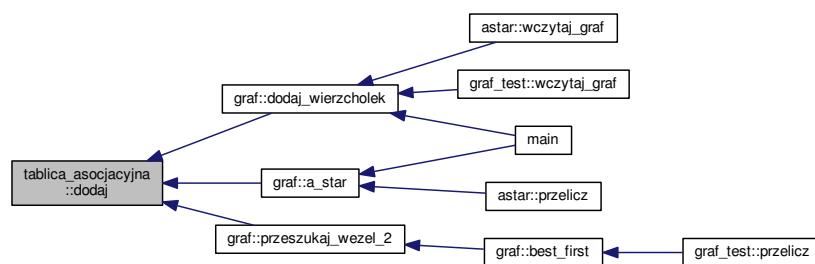 astar::wczytaj_graf
graf_test::wczytaj_graf
graf::dodaj_wierzcholek
main
tablica_asocjacyjna
::dodaj
graf::a_star
astar::przelicz
graf::przeszukaj_wezel_2
graf::best_first
graf_test::przelicz